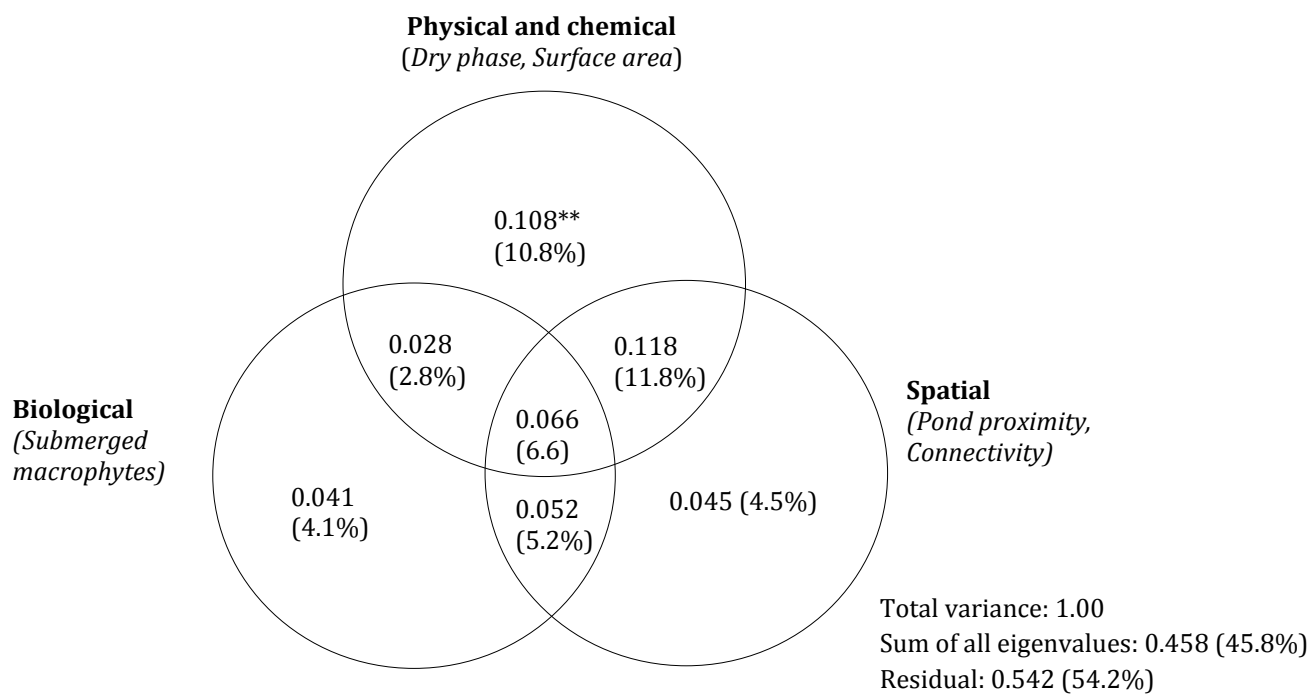 Physical and chemical
(Dry phase, Surface area)
0.108**
(10.8%)
0.028
(2.8%)
0.118
(11.8%)
Biological
(Submerged
macrophytes)
0.066
(6.6)
Spatial
(Pond proximity,
Connectivity)
0.041
(4.1%)
0.052
(5.2%)
0.045 (4.5%)
Total variance: 1.00
Sum of all eigenvalues: 0.458 (45.8%)
Residual: 0.542 (54.2%)